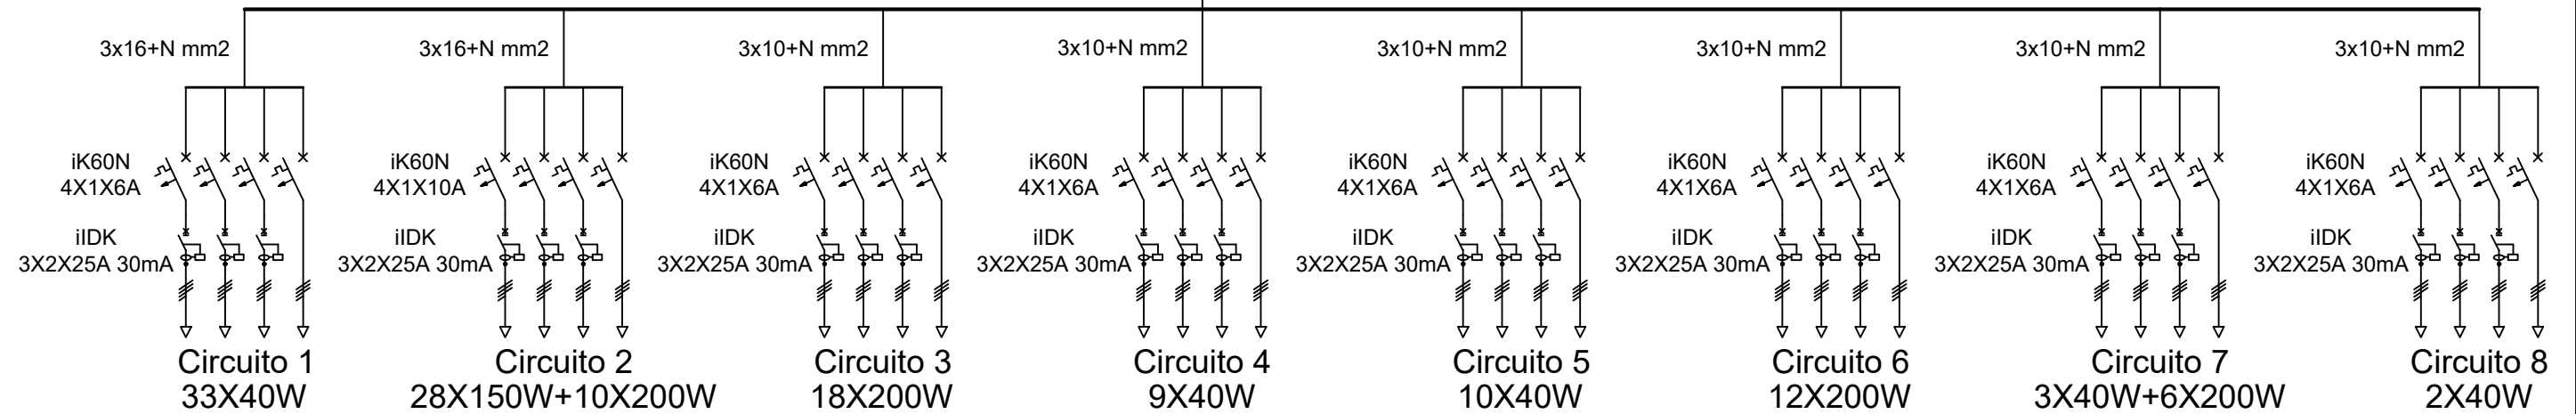 3x16+N mm2
3x16+N mm2
3x10+N mm2
3x10+N mm2
3x10+N mm2
3x10+N mm2
3x10+N mm2
3x10+N mm2
iK60N
4X1X6A
iK60N
4X1X10A
iK60N
4X1X6A
iK60N
4X1X6A
iK60N
4X1X6A
iK60N
4X1X6A
iK60N
4X1X6A
iK60N
4X1X6A
iIDK
3X2X25A 30mA
iIDK
3X2X25A 30mA
iIDK
3X2X25A 30mA
iIDK
3X2X25A 30mA
iIDK
3X2X25A 30mA
iIDK
3X2X25A 30mA
iIDK
3X2X25A 30mA
iIDK
3X2X25A 30mA
Circuito 1
33X40W
Circuito 2
28X150W+10X200W
Circuito 3
18X200W
Circuito 4
9X40W
Circuito 5
10X40W
Circuito 6
12X200W
Circuito 7
3X40W+6X200W
Circuito 8
2X40W